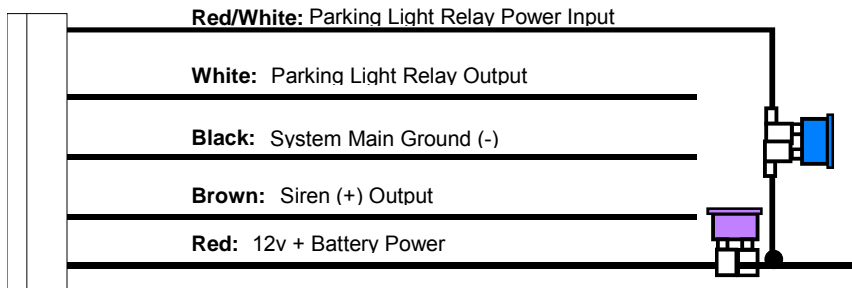 Red/White: Parking Light Relay Power Input
White: Parking Light Relay Output
Black: System Main Ground (-)
Brown: Siren (+) Output
Red: 12v + Battery Power